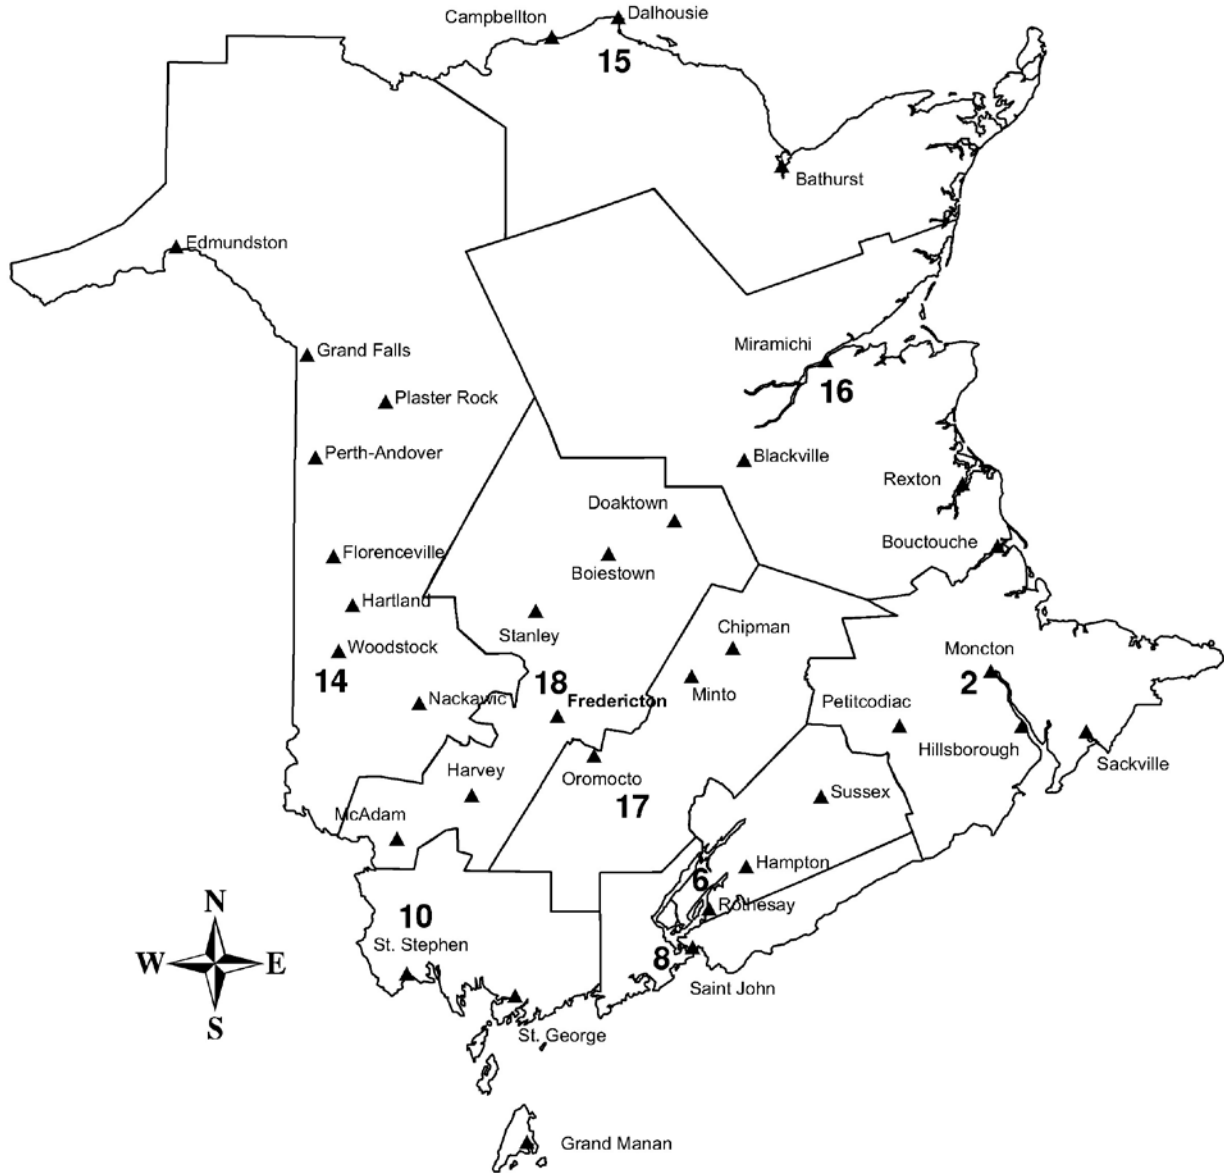 Dalhousie
Campbellton
15
Bathurst
Edmundston
Miramichi
Grand Falls
16
Plaster Rock
Perth-Andover
Blackville
Rexton
Doaktown
Bouctouche
Florenceville
Boiestown
Hartland
Stanley
Chipman
Woodstock
Moncton
14
18
2
Minto
Nackawic
Fredericton
Petitcodiac
Hillsborough
Sackville
Harvey
Oromocto
Sussex
17
McAdam
Hampton
6
Rothesay
N
10
St. Stephen
W
E
8
Saint John
S
St. George
Grand Manan